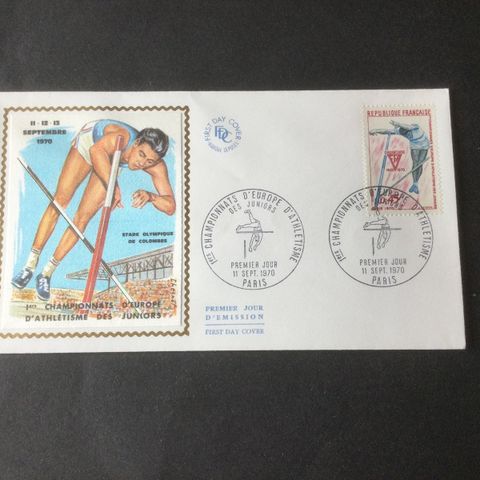 11 - 12 - 13
SEPTEMBRE
1970
STADE OLYMPIQUE
DE COLOMBES
1ERS CHAMPIONNATS D'EUROPE
D'ATHLÉTISME DES JUNIORS
FIRST DAY COVER
FDC
1ERS CHAMPIONNATS D'EUROPE D'ATHLÉTISME
DES JUNIORS
PREMIER JOUR
11 SEPT. 1970
PARIS
PREMIER JOUR
D'ÉMISSION
FIRST DAY COVER
RÉPUBLIQUE FRANÇAISE
1ERS CHAMPIONNATS D'EUROPE D'ATHLÉTISME
DES JUNIORS
PREMIER JOUR
11 SEPT. 1970
PARIS